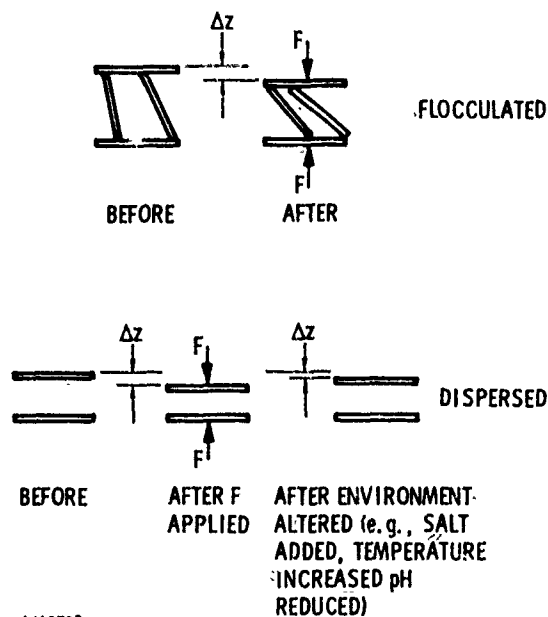 Δz
F
FLOCCULATED
F
BEFORE
AFTER
Δz
F
Δz
DISPERSED
F
BEFORE
AFTER F
APPLIED
AFTER ENVIRONMENT
ALTERED (e.g., SALT
ADDED, TEMPERATURE
INCREASED pH
REDUCED)